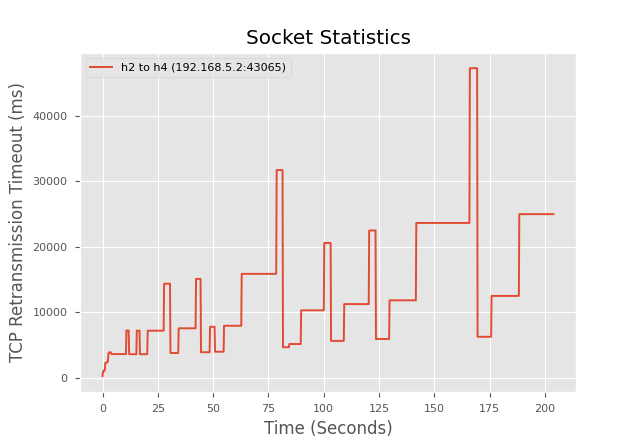 Socket Statistics
h2 to h4 (192.168.5.2:43065)
TCP Retransmission Timeout (ms)
40000
30000
20000
10000
0
0 25 50 75 100 125 150 175 200
Time (Seconds)